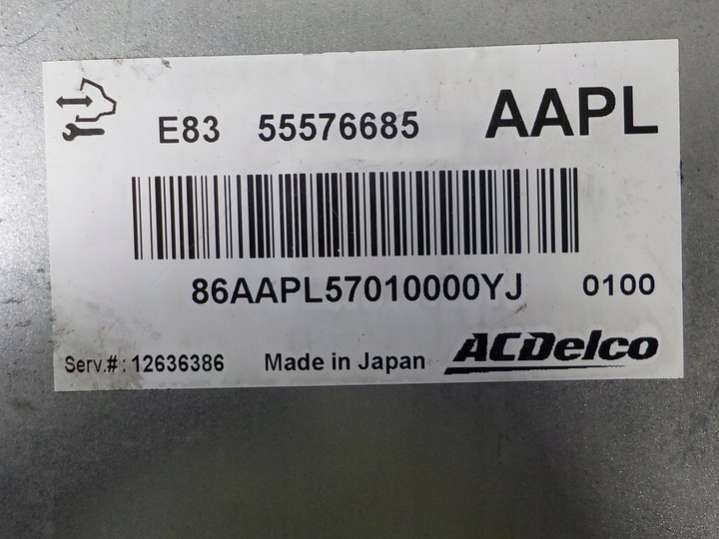 E83 55576685 AAPL
86AAPL57010000YJ 0100
Serv.#: 12636386 Made in Japan ACDelco